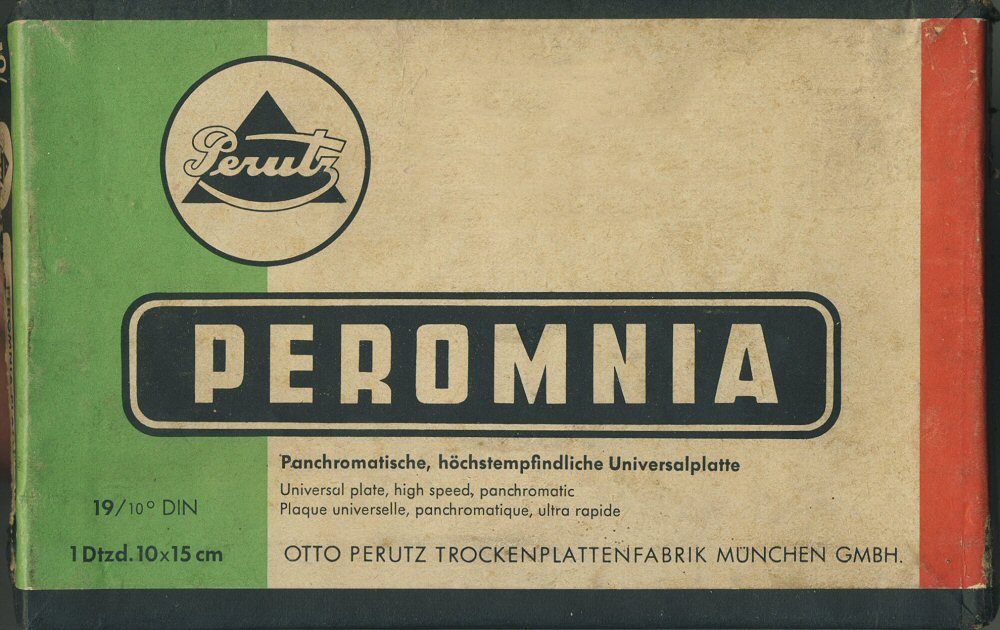 Perutz
PEROMNIA
Panchromatische, höchstempfindliche Universalplatte
Universal plate, high speed, panchromatic
Plaque universelle, panchromatique, ultra rapide
19/10° DIN
1 Dtzd. 10x15 cm
OTTO PERUTZ TROCKENPLATTENFABRIK MÜNCHEN GMBH.